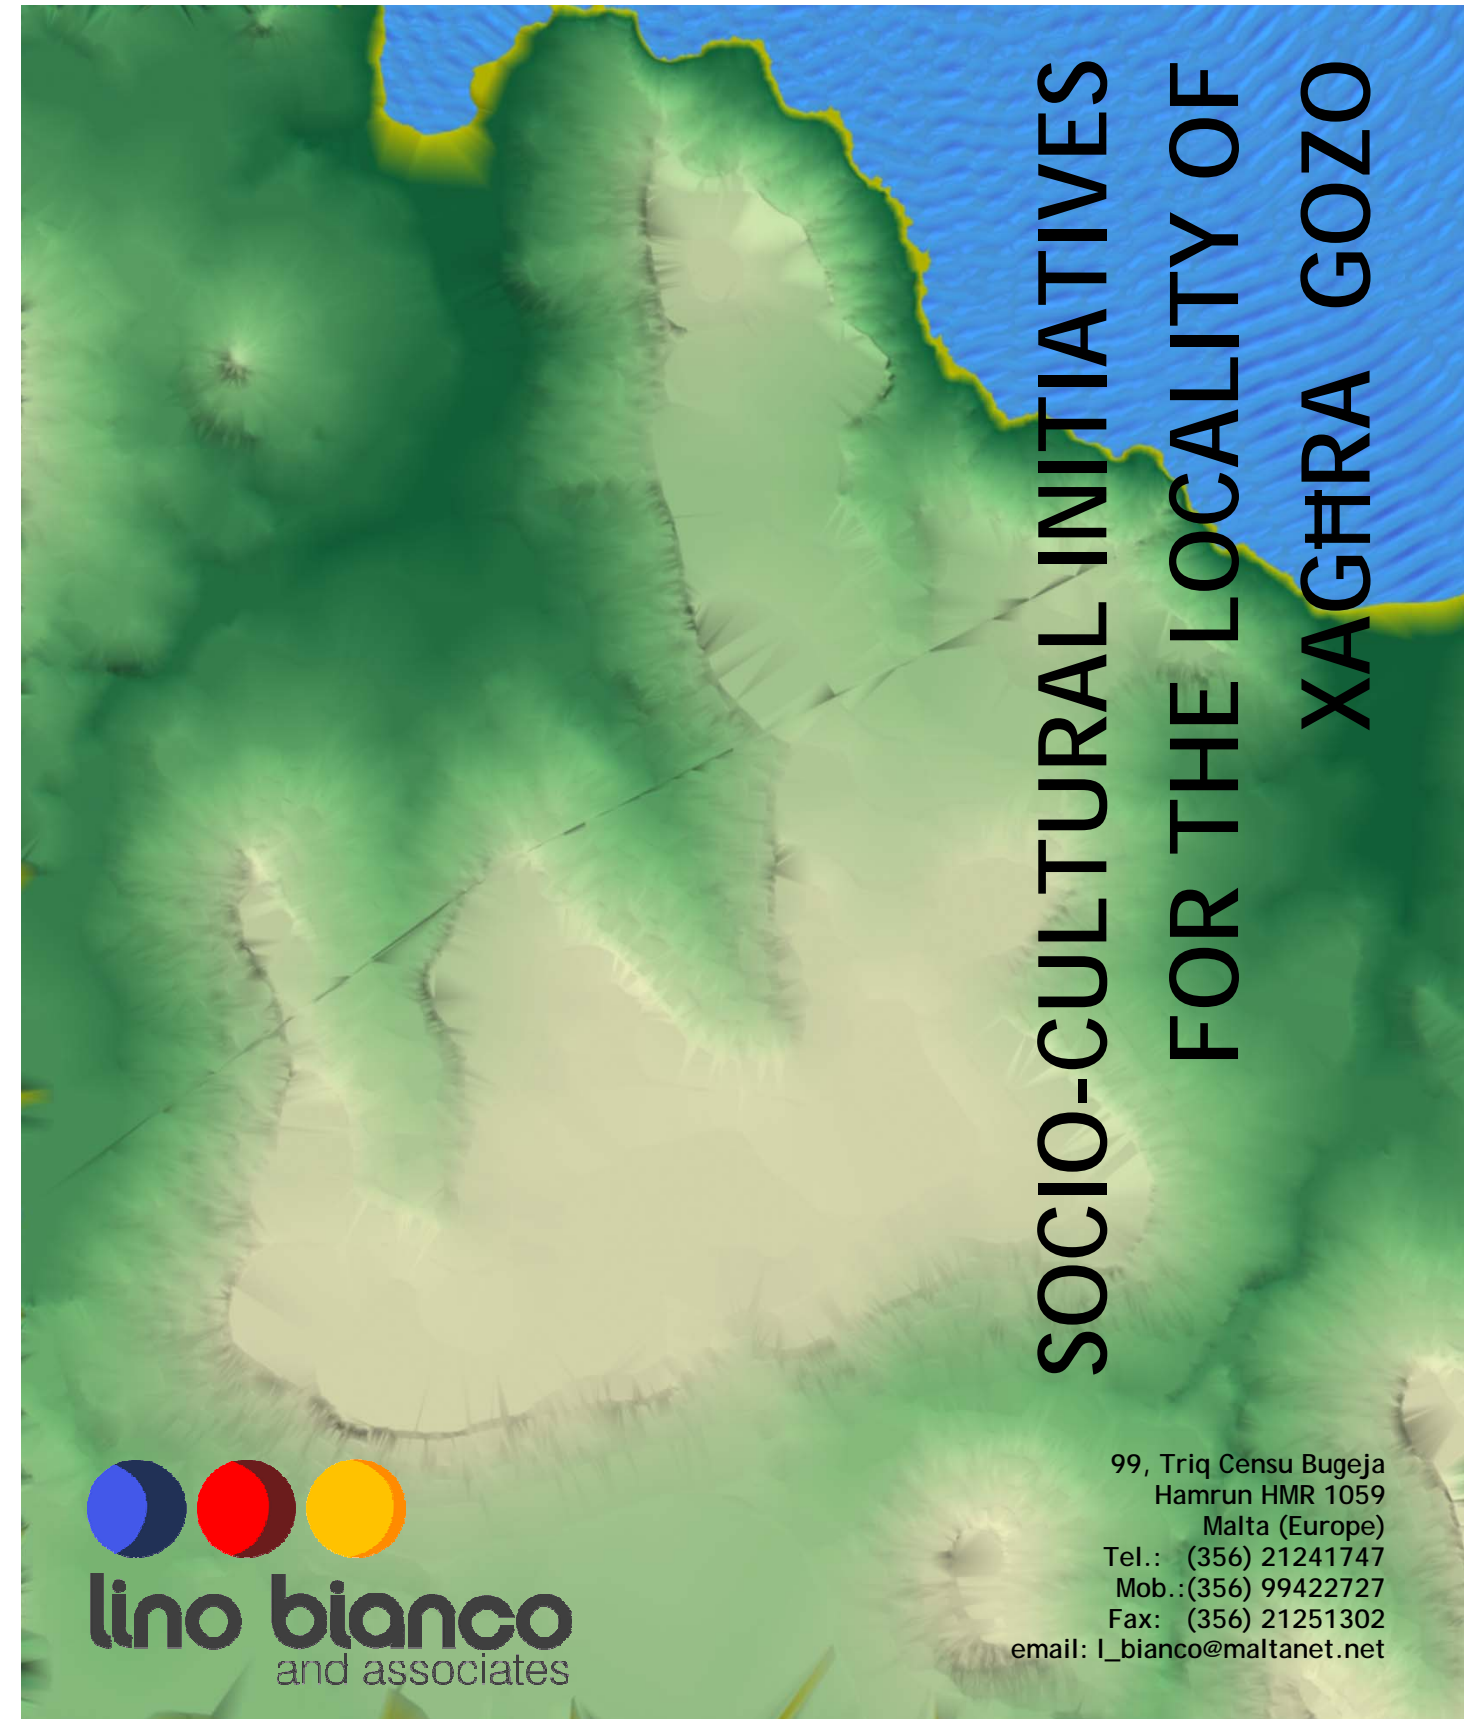 SOCIO-CULTURAL INITIATIVES
FOR THE LOCALITY OF
XAGĦRA GOZO
99, Triq Censu Bugeja
Hamrun HMR 1059
Malta (Europe)
Tel.: (356) 21241747
Mob.:(356) 99422727
Fax: (356) 21251302
email: l_bianco@maltanet.net
lino bianco
and associates